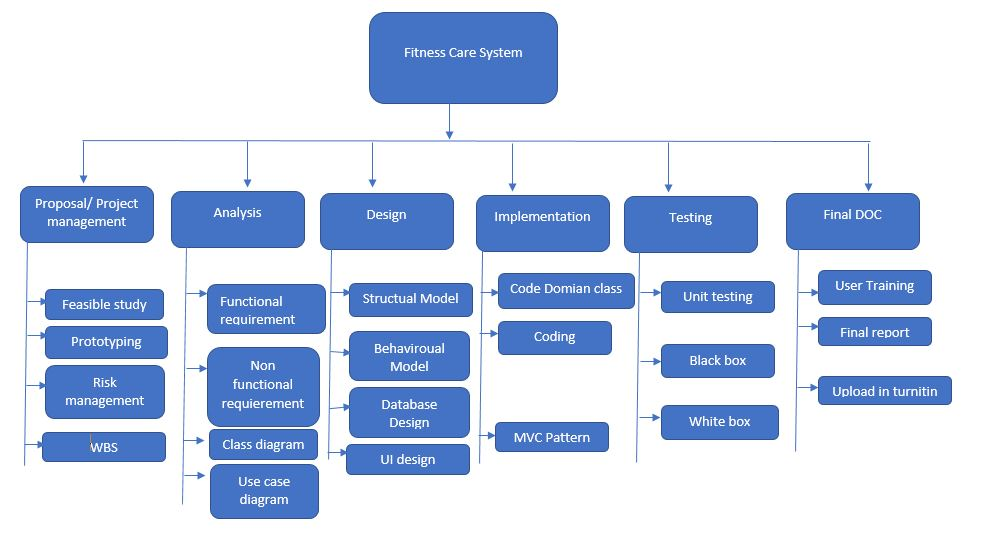 Fitness Care System
Proposal/ Project
management
Analysis
Design
Implementation
Testing
Final DOC
Feasible study
Prototyping
Risk
management
WBS
Functional
requirement
Non
functional
requierement
Class diagram
Use case
diagram
Structual Model
Behaviroual
Model
Database
Design
UI design
Code Domian class
Coding
MVC Pattern
Unit testing
Black box
White box
User Training
Final report
Upload in turnitin